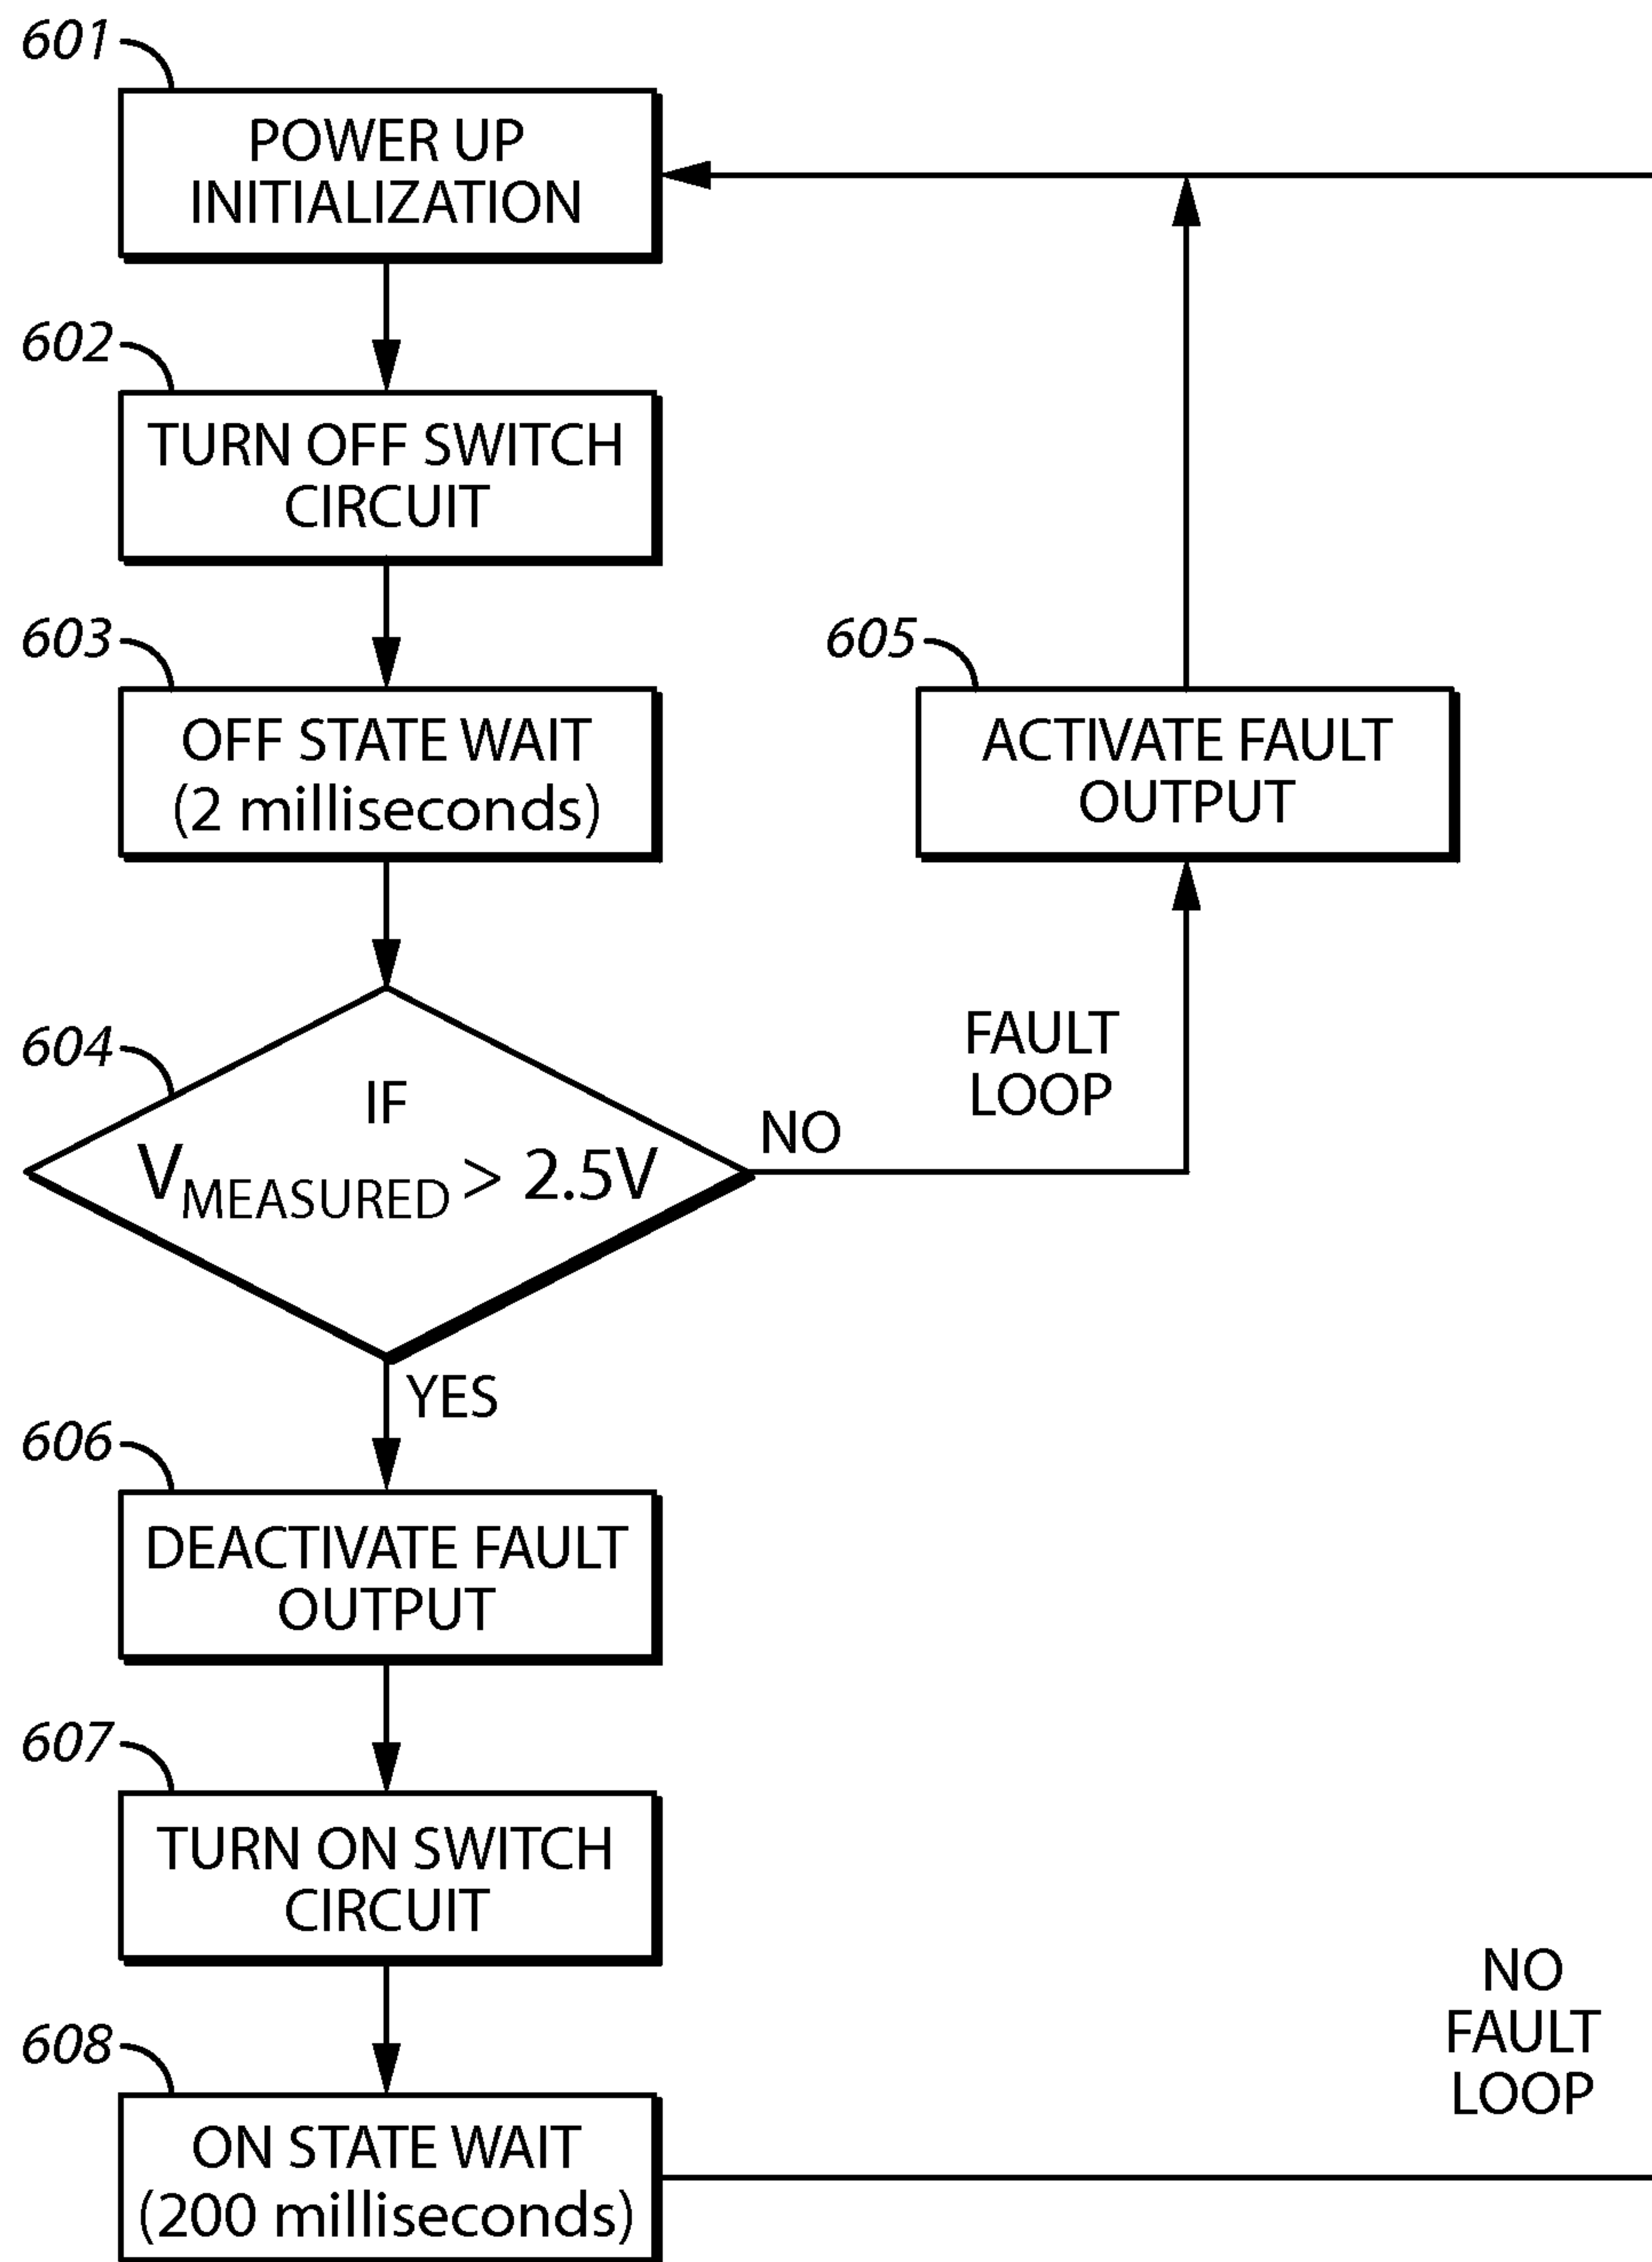 601
POWER UP
INITIALIZATION
602
TURN OFF SWITCH
CIRCUIT
603
OFF STATE WAIT
(2 milliseconds)
605
ACTIVATE FAULT
OUTPUT
604
IF
VMEASURED > 2.5V
NO
FAULT
LOOP
YES
606
DEACTIVATE FAULT
OUTPUT
607
TURN ON SWITCH
CIRCUIT
608
ON STATE WAIT
(200 milliseconds)
NO
FAULT
LOOP